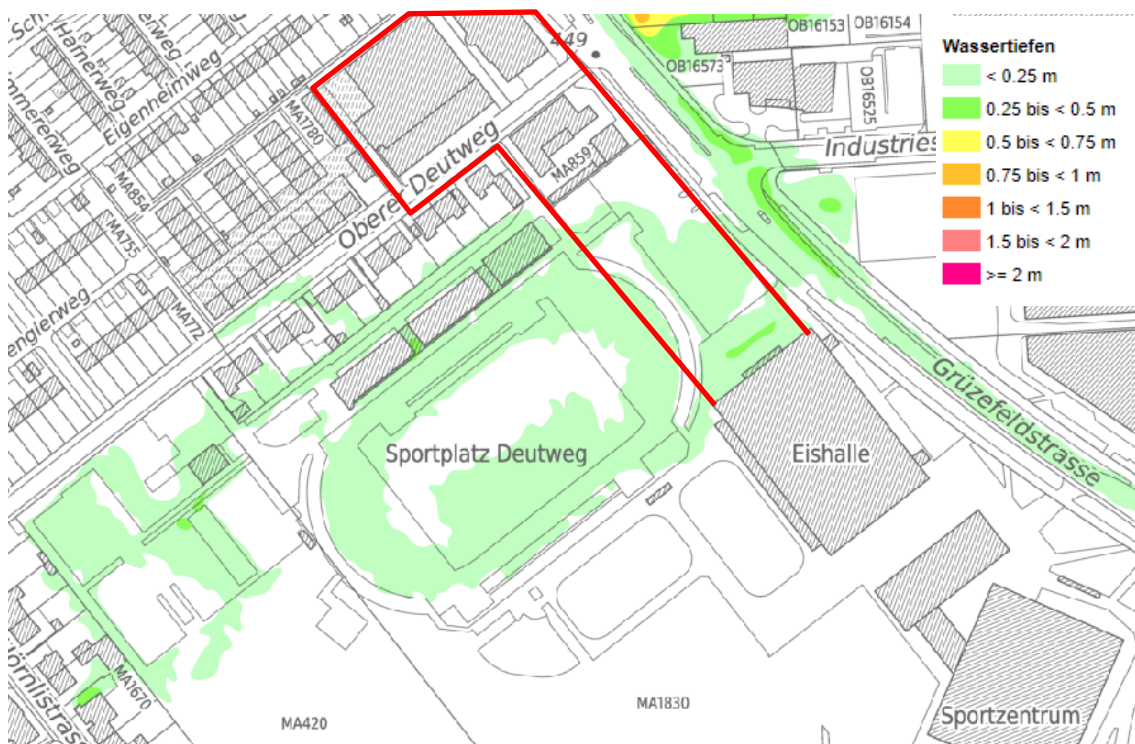 Hafnerweg
Eigenheimweg
449
OB16153
OB16154
OB16573
OB16525
Industries
MA1780
MA859
Oberer Deutweg
MA854
MA755
MA772
englerweg
Sportplatz Deutweg
Eishalle
Grüzefeldstrasse
MA1670
örnlistrass
MA420
MA1830
Sportzentrum
Wassertiefen
< 0.25 m
0.25 bis < 0.5 m
0.5 bis < 0.75 m
0.75 bis < 1 m
1 bis < 1.5 m
1.5 bis < 2 m
>= 2 m